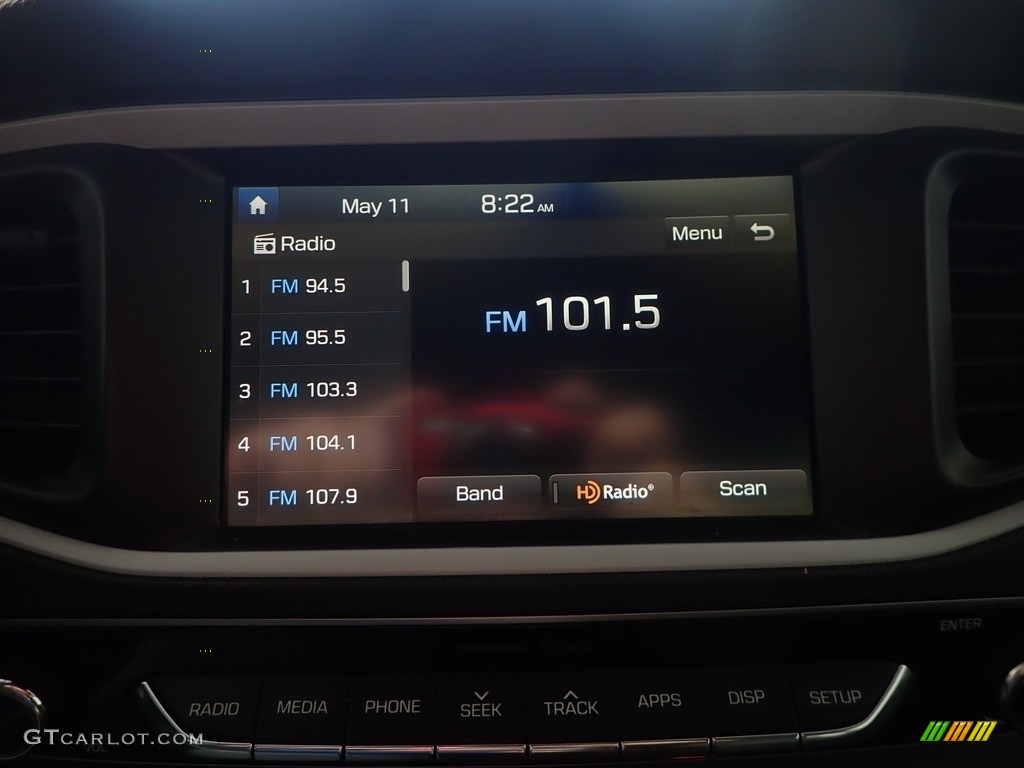 May 11 8:22 AM
Radio
Menu
1 FM 94.5
2 FM 95.5
3 FM 103.3
4 FM 104.1
5 FM 107.9
FM 101.5
Band
HD Radio®
Scan
ENTER
RADIO MEDIA PHONE SEEK TRACK APPS DISP SETUP
VOL
GTCARLOT.COM